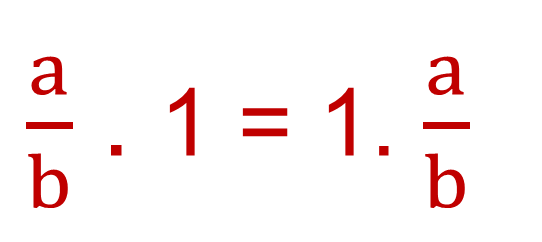 a/b . 1 = 1. a/b